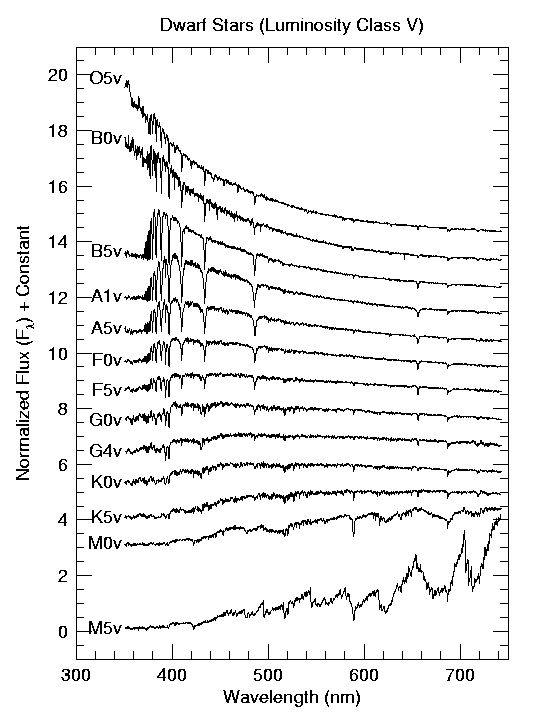 Dwarf Stars (Luminosity Class V)
20
O5v
18
B0v
16
14
B5v
12
A1v
A5v
10
F0v
F5v
8
G0v
G4v
6
K0v
K5v
4
M0v
2
0
M5v
300 400 500 600 700
Wavelength (nm)
Normalized Flux (Fλ) + Constant